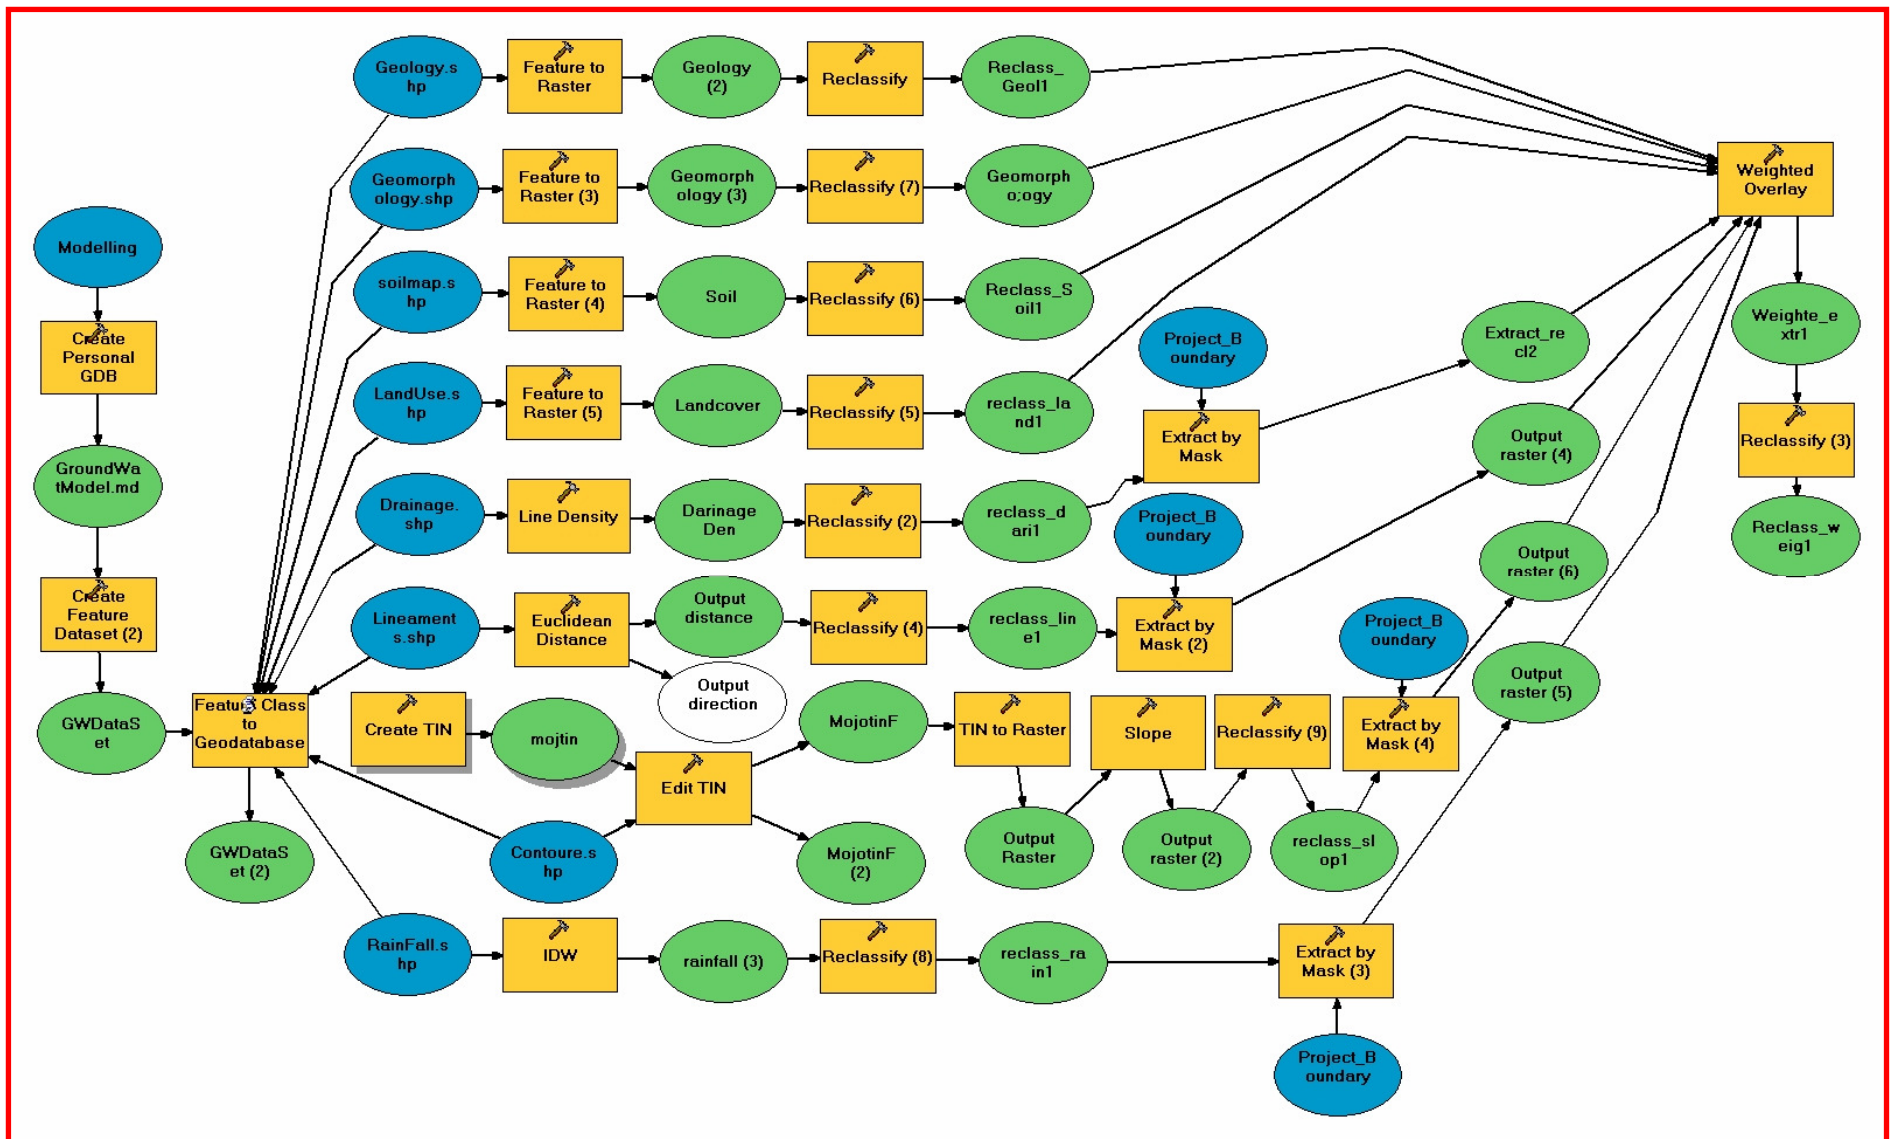 Geology.s
hp
Feature to
Raster
Geology
(2)
Reclassify
Reclass_
Geol1
Geomorph
ology.shp
Feature to
Raster (3)
Geomorph
ology (3)
Reclassify (7)
Geomorph
o;ogy
Weighted
Overlay
Modelling
soilmap.s
hp
Feature to
Raster (4)
Soil
Reclassify (6)
Reclass_S
oil1
Create
Personal
GDB
Project_B
oundary
Extract_re
cl2
Weighte_e
xtr1
LandUse.s
hp
Feature to
Raster (5)
Landcover
Reclassify (5)
reclass_la
nd1
Extract by
Mask
Output
raster (4)
Reclassify (3)
GroundWa
tModel.md
Drainage.
shp
Line Density
Darinage
Den
Reclassify (2)
reclass_d
ari1
Project_B
oundary
Output
raster (6)
Reclass_w
eig1
Create
Feature
Dataset (2)
Lineament
s.shp
Euclidean
Distance
Output
distance
Reclassify (4)
reclass_lin
e1
Extract by
Mask (2)
Project_B
oundary
Output
raster (5)
Output
direction
GWDataS
et
Feature Class
to
Geodatabase
Create TIN
mojtin
MojotinF
TIN to Raster
Slope
Reclassify (9)
Extract by
Mask (4)
Edit TIN
GWDataS
et (2)
Contoure.s
hp
MojotinF
(2)
Output
Raster
Output
raster (2)
reclass_sl
op1
RainFall.s
hp
IDW
rainfall (3)
Reclassify (8)
reclass_ra
in1
Extract by
Mask (3)
Project_B
oundary